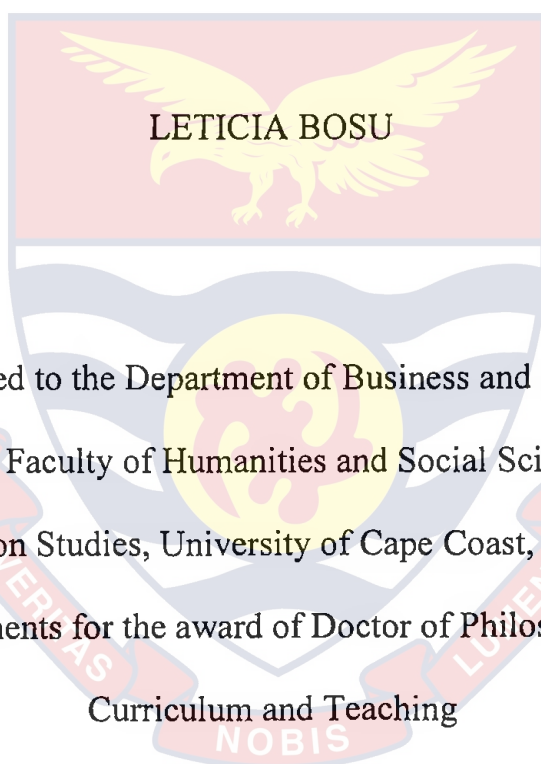 LETICIA BOSU
ed to the Department of Business and
Faculty of Humanities and Social Sci
on Studies, University of Cape Coast,
nents for the award of Doctor of Philos
Curriculum and Teaching
NOBIS